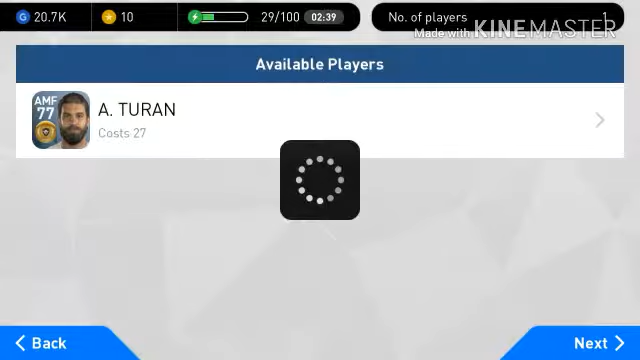 20.7K 10 29/100 02:39 No. of players 1
Made with KINEMASTER
Available Players
AMF
77
A. TURAN
Costs 27
Back Next